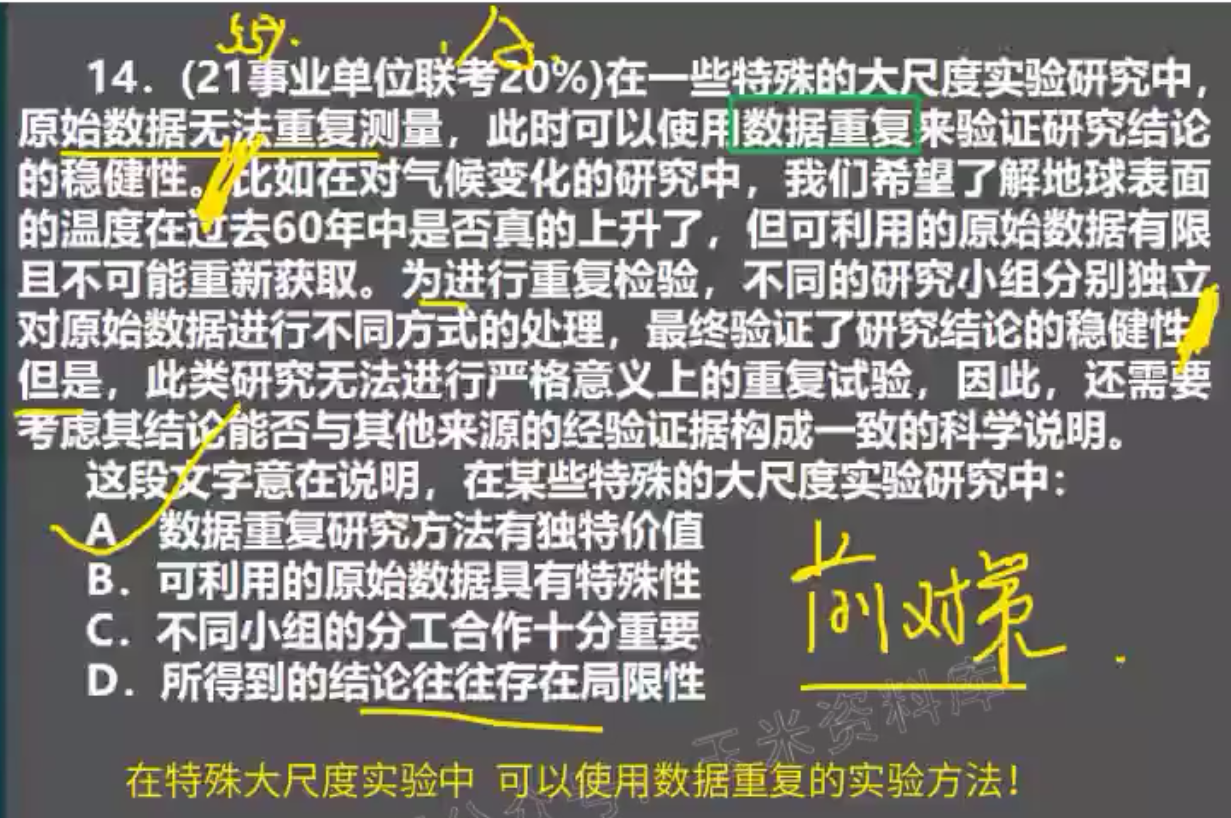 14．(21事业单位联考20%)在一些特殊的大尺度实验研究中，
原始数据无法重复测量，此时可以使用数据重复来验证研究结论
的稳健性。比如在对气候变化的研究中，我们希望了解地球表面
的温度在过去60年中是否真的上升了，但可利用的原始数据有限
且不可能重新获取。为进行重复检验，不同的研究小组分别独立
对原始数据进行不同方式的处理，最终验证了研究结论的稳健性
但是，此类研究无法进行严格意义上的重复试验，因此，还需要
考虑其结论能否与其他来源的经验证据构成一致的科学说明。
这段文字意在说明，在某些特殊的大尺度实验研究中：
A 数据重复研究方法有独特价值
B．可利用的原始数据具有特殊性
C．不同小组的分工合作十分重要
D．所得到的结论往往存在局限性
对策
在特殊大尺度实验中 可以使用数据重复的实验方法！